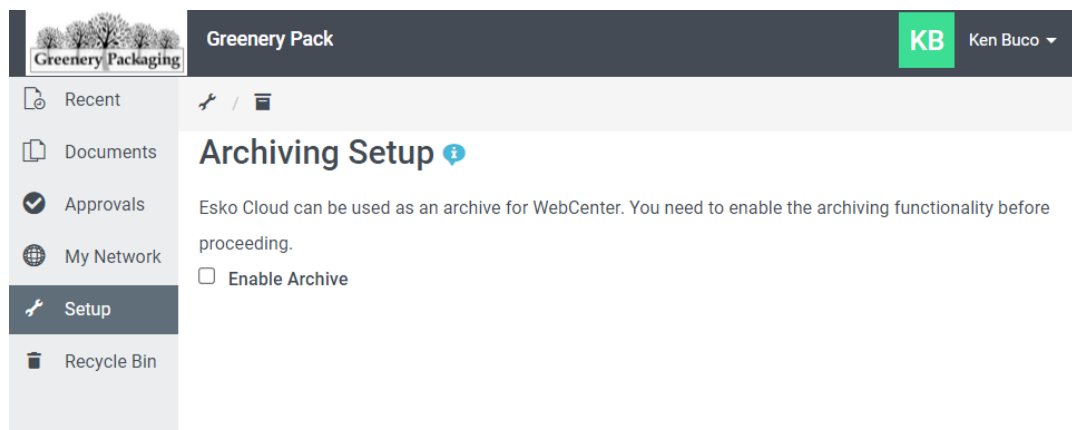 Greenery Packaging
Greenery Pack
KB
Ken Buco
Recent
Documents
Approvals
My Network
Setup
Recycle Bin
Archiving Setup
Esko Cloud can be used as an archive for WebCenter. You need to enable the archiving functionality before
proceeding.
Enable Archive